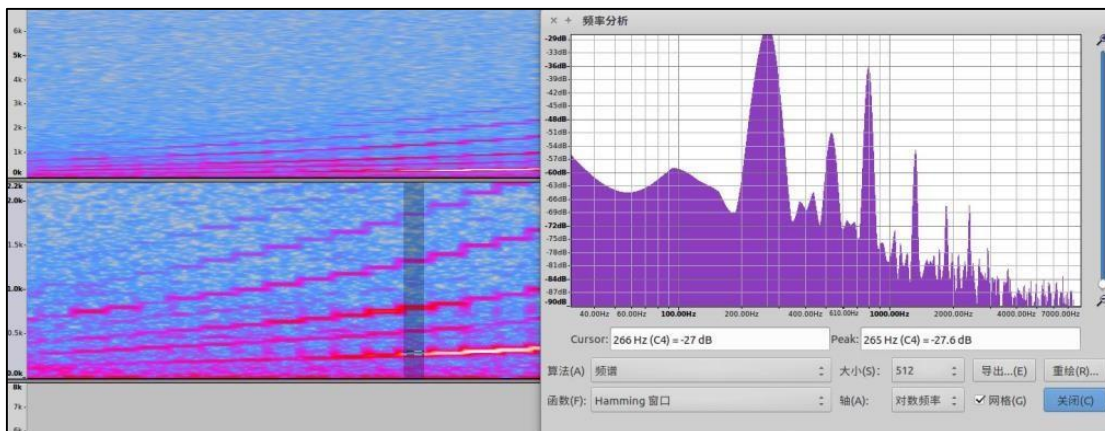 6k-
5k-
4k-
3k-
2k-
1k-
0k-
2.2k
2.0k-
1.5k-
1.0k-
0.5k-
0.0k-
8k-
7k-
6k
× + 频率分析
-29dB
-33dB
-36dB
-39dB
-42dB
-45dB
-48dB
-51dB
-54dB
-57dB
-60dB
-63dB
-66dB
-69dB
-72dB
-75dB
-78dB
-81dB
-84dB
-87dB
-90dB
40.00Hz 60.00Hz 100.00Hz 200.00Hz 400.00Hz 610.00Hz 1000.00Hz 2000.00Hz 4000.00Hz 7000.00Hz
Cursor: 266 Hz (C4) = -27 dB Peak: 265 Hz (C4) = -27.6 dB
算法(A) 频谱 大小(S): 512 导出...(E) 重绘(R)...
函数(F): Hamming 窗口 轴(A): 对数频率 网格(G) 关闭(C)